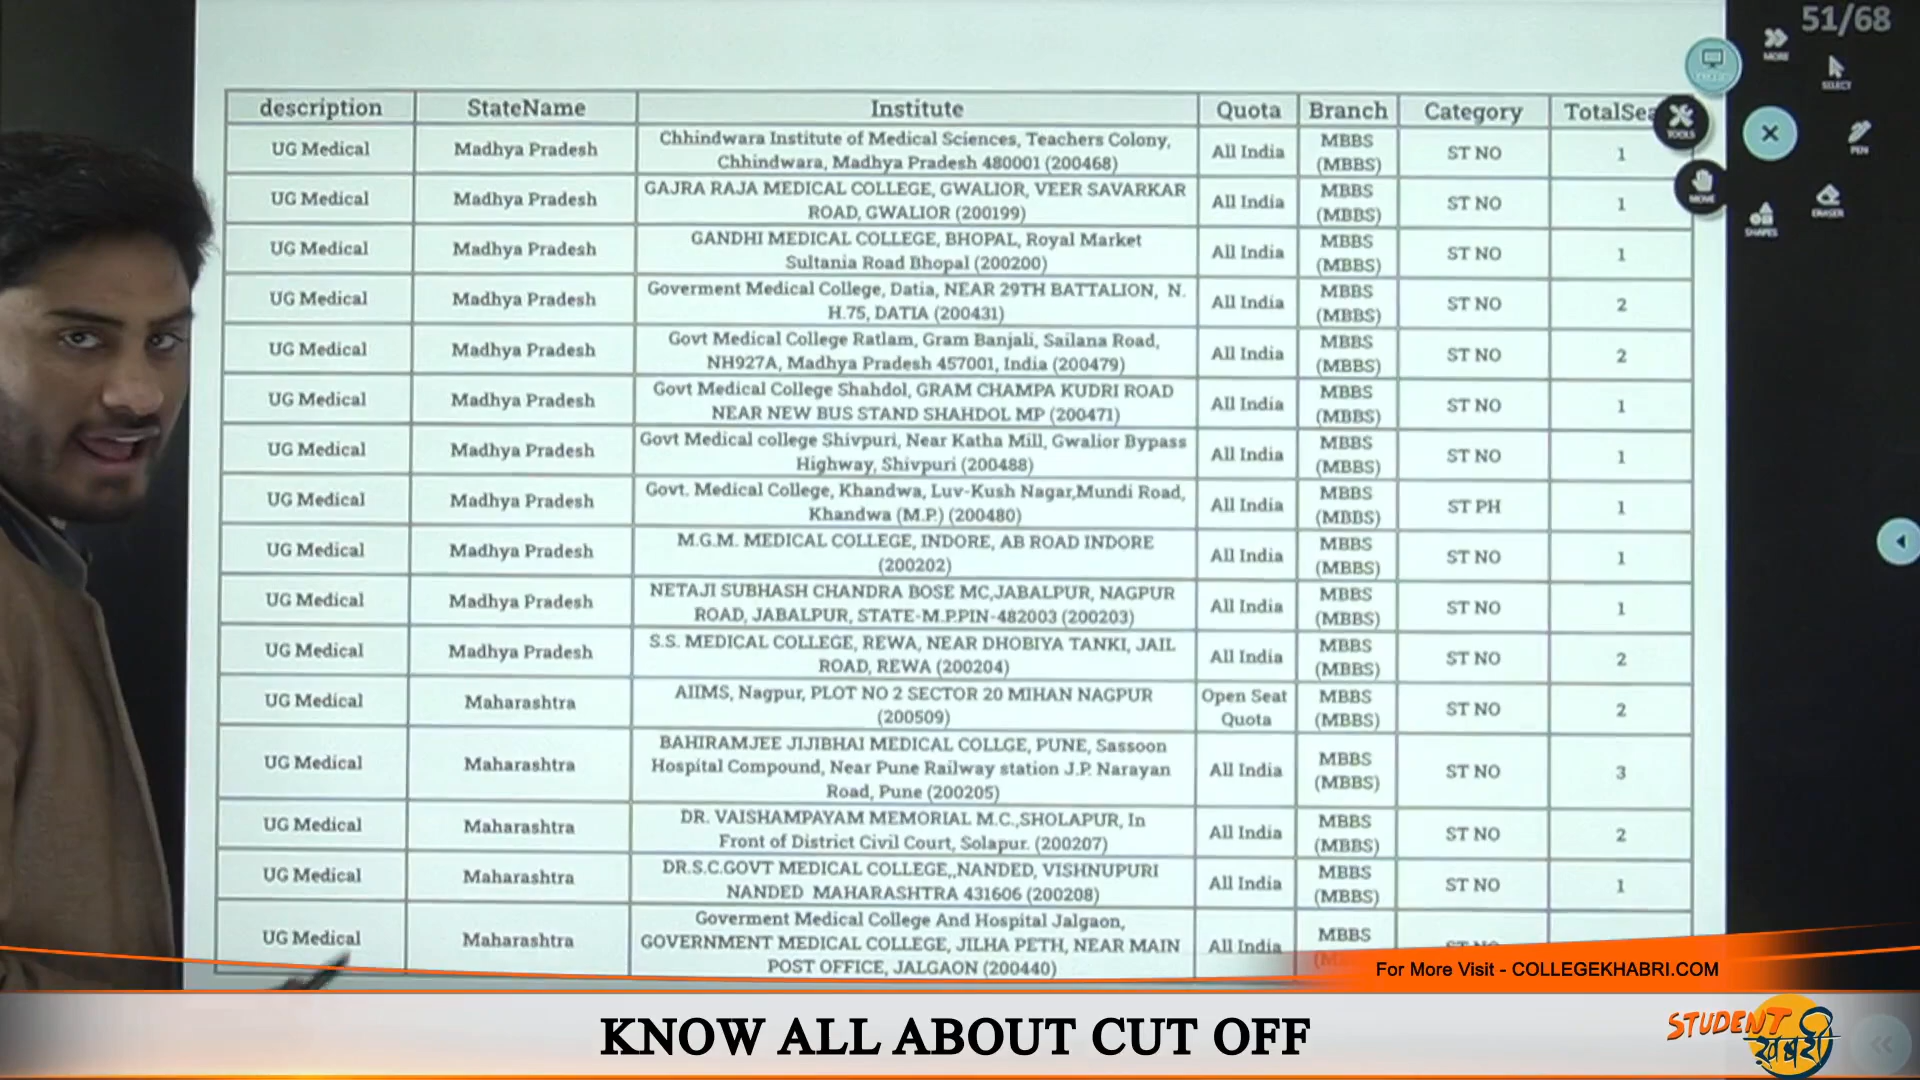 51/68
MORE
SELECT
TOOLS
PEN
MOVE
ERASER
SHAPES
description StateName Institute Quota Branch Category TotalSea
UG Medical Madhya Pradesh Chhindwara Institute of Medical Sciences, Teachers Colony, Chhindwara, Madhya Pradesh 480001 (200468) All India MBBS (MBBS) ST NO 1
UG Medical Madhya Pradesh GAJRA RAJA MEDICAL COLLEGE, GWALIOR, VEER SAVARKAR ROAD, GWALIOR (200199) All India MBBS (MBBS) ST NO 1
UG Medical Madhya Pradesh GANDHI MEDICAL COLLEGE, BHOPAL, Royal Market Sultania Road Bhopal (200200) All India MBBS (MBBS) ST NO 1
UG Medical Madhya Pradesh Goverment Medical College, Datia, NEAR 29TH BATTALION, N. H.75, DATIA (200431) All India MBBS (MBBS) ST NO 2
UG Medical Madhya Pradesh Govt Medical College Ratlam, Gram Banjali, Sailana Road, NH927A, Madhya Pradesh 457001, India (200479) All India MBBS (MBBS) ST NO 2
UG Medical Madhya Pradesh Govt Medical College Shahdol, GRAM CHAMPA KUDRI ROAD NEAR NEW BUS STAND SHAHDOL MP (200471) All India MBBS (MBBS) ST NO 1
UG Medical Madhya Pradesh Govt Medical college Shivpuri, Near Katha Mill, Gwalior Bypass Highway, Shivpuri (200488) All India MBBS (MBBS) ST NO 1
UG Medical Madhya Pradesh Govt. Medical College, Khandwa, Luv-Kush Nagar,Mundi Road, Khandwa (M.P.) (200480) All India MBBS (MBBS) ST PH 1
UG Medical Madhya Pradesh M.G.M. MEDICAL COLLEGE, INDORE, AB ROAD INDORE (200202) All India MBBS (MBBS) ST NO 1
UG Medical Madhya Pradesh NETAJI SUBHASH CHANDRA BOSE MC,JABALPUR, NAGPUR ROAD, JABALPUR, STATE-M.P.PIN-482003 (200203) All India MBBS (MBBS) ST NO 1
UG Medical Madhya Pradesh S.S. MEDICAL COLLEGE, REWA, NEAR DHOBIYA TANKI, JAIL ROAD, REWA (200204) All India MBBS (MBBS) ST NO 2
UG Medical Maharashtra AIIMS, Nagpur, PLOT NO 2 SECTOR 20 MIHAN NAGPUR (200509) Open Seat Quota MBBS (MBBS) ST NO 2
UG Medical Maharashtra BAHIRAMJEE JIJIBHAI MEDICAL COLLGE, PUNE, Sassoon Hospital Compound, Near Pune Railway station J.P. Narayan Road, Pune (200205) All India MBBS (MBBS) ST NO 3
UG Medical Maharashtra DR. VAISHAMPAYAM MEMORIAL M.C.,SHOLAPUR, In Front of District Civil Court, Solapur. (200207) All India MBBS (MBBS) ST NO 2
UG Medical Maharashtra DR.S.C.GOVT MEDICAL COLLEGE,,NANDED, VISHNUPURI NANDED MAHARASHTRA 431606 (200208) All India MBBS (MBBS) ST NO 1
UG Medical Maharashtra Goverment Medical College And Hospital Jalgaon, GOVERNMENT MEDICAL COLLEGE, JILHA PETH, NEAR MAIN POST OFFICE, JALGAON (200440) All India MBBS
For More Visit - COLLEGEKHABRI.COM
KNOW ALL ABOUT CUT OFF
STUDENT
ख़बरी